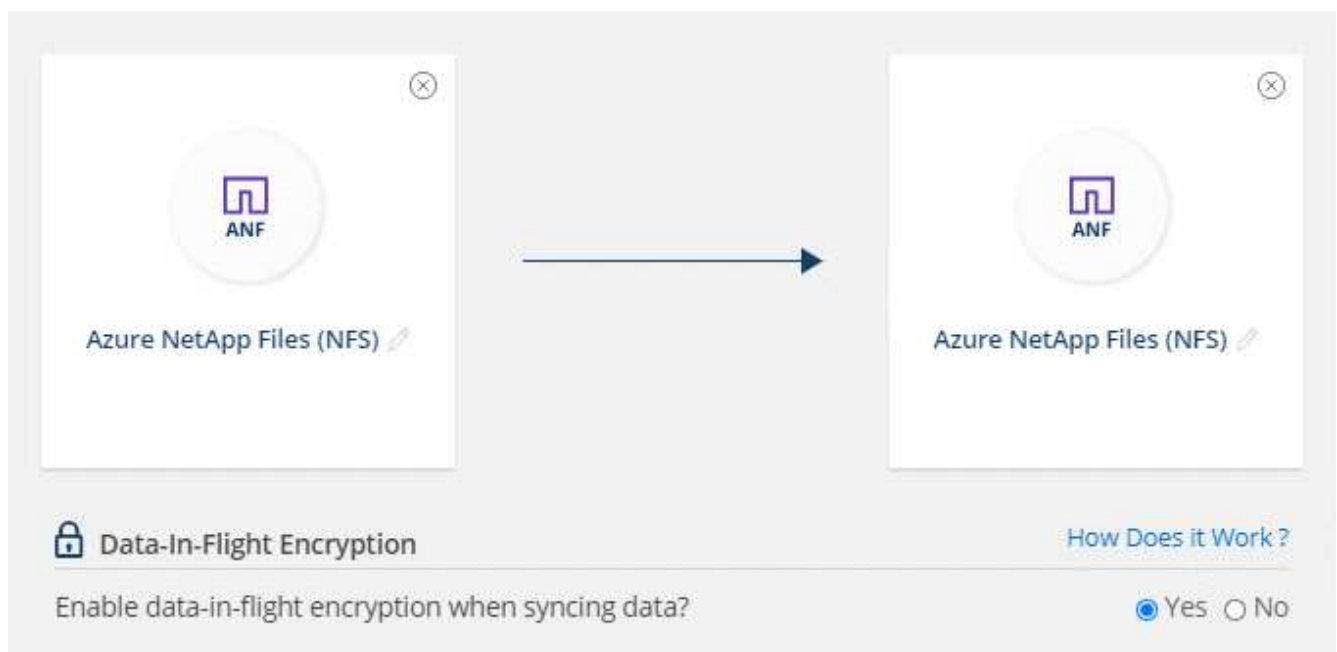 ANF
ANF
Azure NetApp Files (NFS)
Azure NetApp Files (NFS)
Data-In-Flight Encryption
How Does it Work ?
Enable data-in-flight encryption when syncing data?
Yes
No